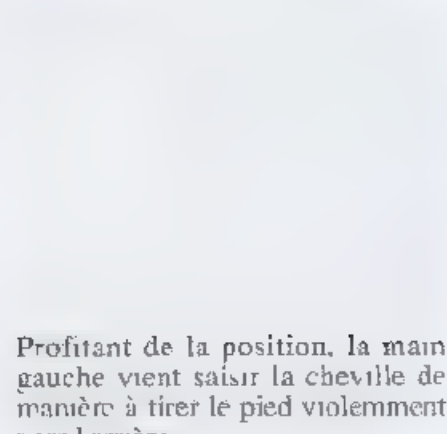 Profitant de la position, la main
gauche vient saisir la cheville de
manière à tirer le pied violemment